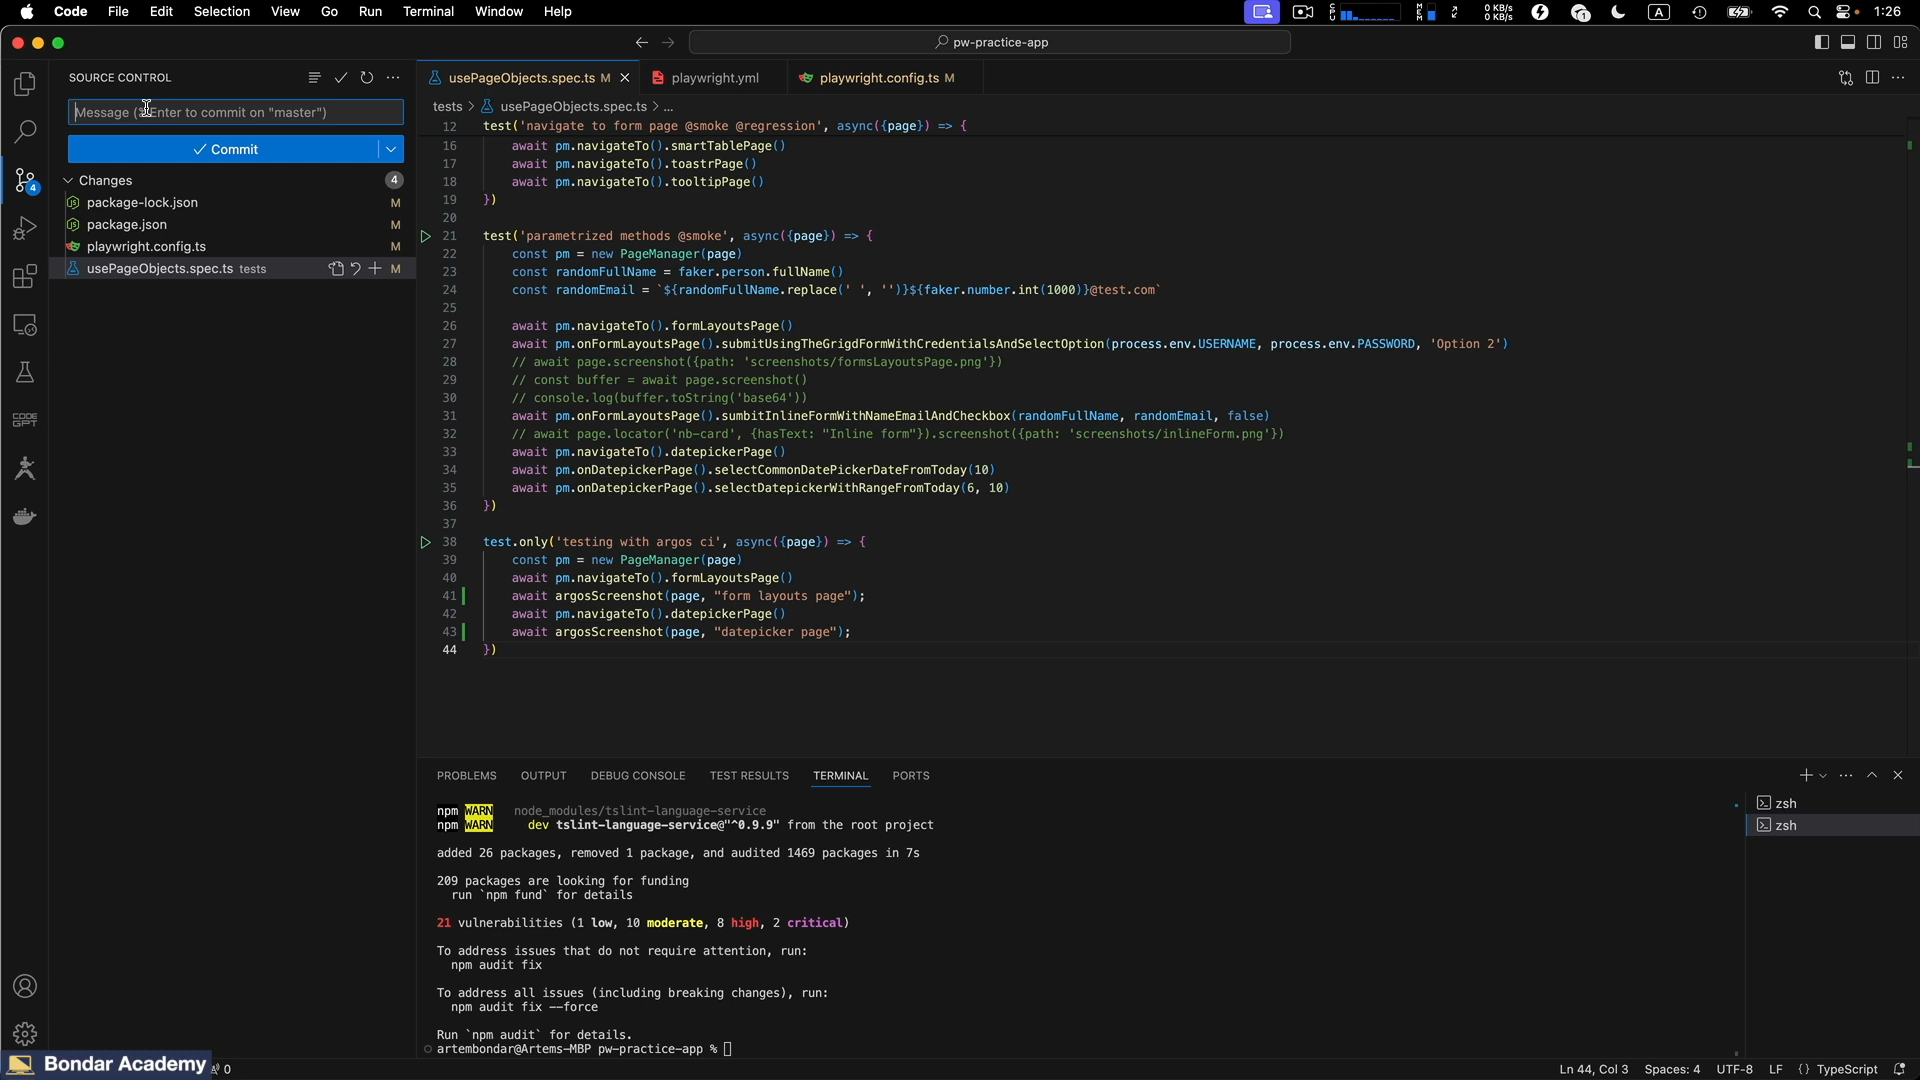 Code File Edit Selection View Go Run Terminal Window Help
0 KB/s
0 KB/s
1
A
1:26
pw-practice-app
SOURCE CONTROL
Message (⌘Enter to commit on "master")
Commit
Changes 4
package-lock.json M
package.json M
playwright.config.ts M
usePageObjects.spec.ts tests M
4
CODE
GPT
usePageObjects.spec.ts M
playwright.yml
playwright.config.ts M
tests > usePageObjects.spec.ts > ...
12 test('navigate to form page @smoke @regression', async({page}) => {
16 await pm.navigateTo().smartTablePage()
17 await pm.navigateTo().toastrPage()
18 await pm.navigateTo().tooltipPage()
19 })
20
21 test('parametrized methods @smoke', async({page}) => {
22 const pm = new PageManager(page)
23 const randomFullName = faker.person.fullName()
24 const randomEmail = `${randomFullName.replace(' ', '')}${faker.number.int(1000)}@test.com`
25
26 await pm.navigateTo().formLayoutsPage()
27 await pm.onFormLayoutsPage().submitUsingTheGrigdFormWithCredentialsAndSelectOption(process.env.USERNAME, process.env.PASSWORD, 'Option 2')
28 // await page.screenshot({path: 'screenshots/formsLayoutsPage.png'})
29 // const buffer = await page.screenshot()
30 // console.log(buffer.toString('base64'))
31 await pm.onFormLayoutsPage().sumbitInlineFormWithNameEmailAndCheckbox(randomFullName, randomEmail, false)
32 // await page.locator('nb-card', {hasText: "Inline form"}).screenshot({path: 'screenshots/inlineForm.png'})
33 await pm.navigateTo().datepickerPage()
34 await pm.onDatepickerPage().selectCommonDatePickerDateFromToday(10)
35 await pm.onDatepickerPage().selectDatepickerWithRangeFromToday(6, 10)
36 })
37
38 test.only('testing with argos ci', async({page}) => {
39 const pm = new PageManager(page)
40 await pm.navigateTo().formLayoutsPage()
41 await argosScreenshot(page, "form layouts page");
42 await pm.navigateTo().datepickerPage()
43 await argosScreenshot(page, "datepicker page");
44 })
PROBLEMS OUTPUT DEBUG CONSOLE TEST RESULTS TERMINAL PORTS
npm WARN node_modules/tslint-language-service
npm WARN dev tslint-language-service@"^0.9.9" from the root project
added 26 packages, removed 1 package, and audited 1469 packages in 7s
209 packages are looking for funding
run `npm fund` for details
21 vulnerabilities (1 low, 10 moderate, 8 high, 2 critical)
To address issues that do not require attention, run:
npm audit fix
To address all issues (including breaking changes), run:
npm audit fix --force
Run `npm audit` for details.
artembondar@Artems-MBP pw-practice-app %
zsh
zsh
Bondar Academy
0
Ln 44, Col 3 Spaces: 4 UTF-8 LF {} TypeScript